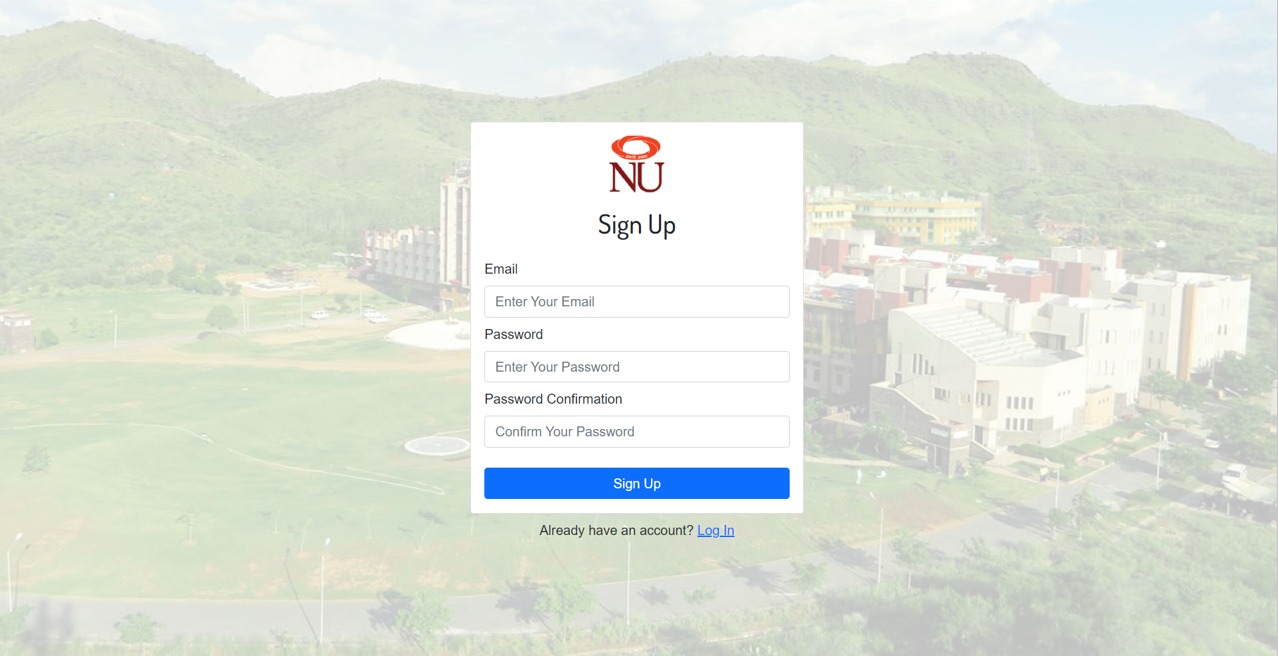 NU
Sign Up
Email
Enter Your Email
Password
Enter Your Password
Password Confirmation
Confirm Your Password
Sign Up
Already have an account? Log In